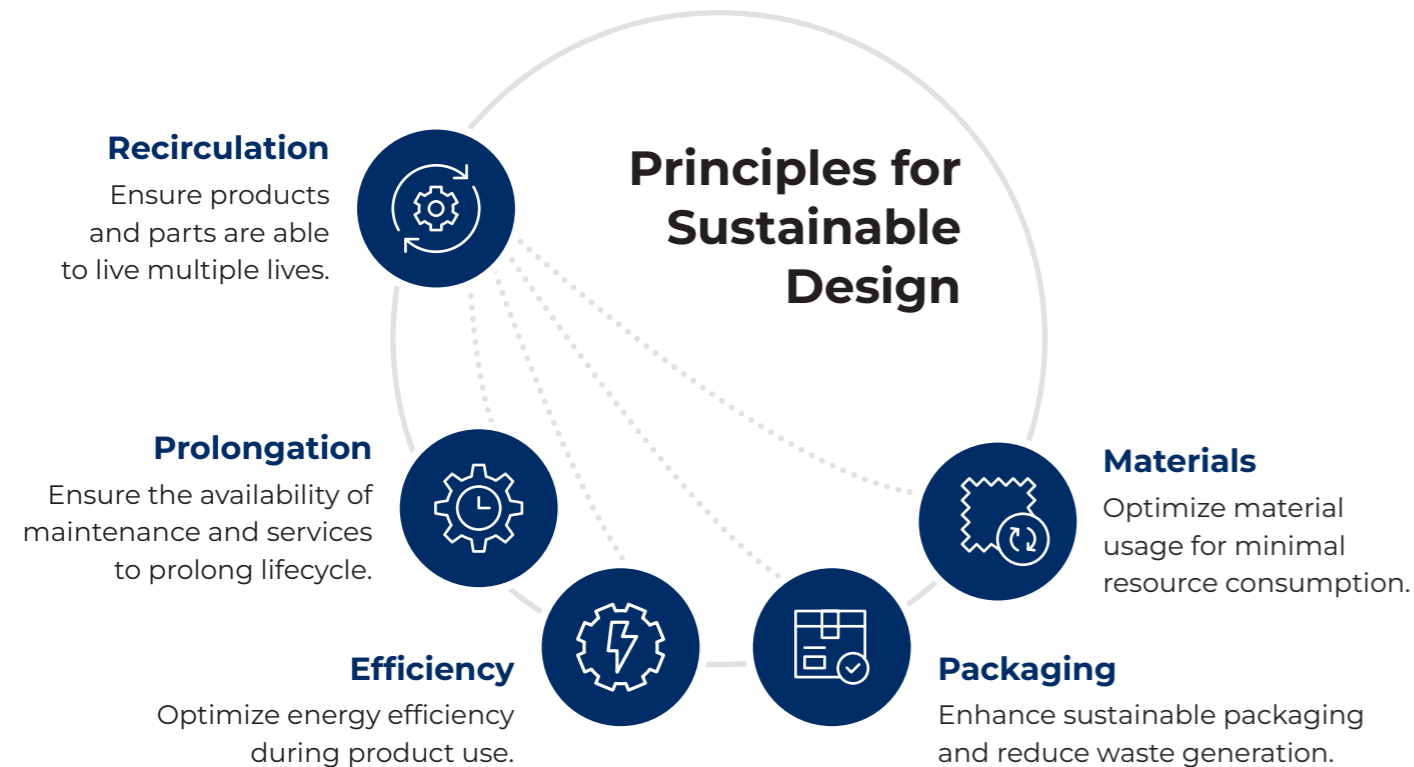 Principles for
Sustainable
Design
Recirculation
Ensure products
and parts are able
to live multiple lives.
Prolongation
Ensure the availability of
maintenance and services
to prolong lifecycle.
Efficiency
Optimize energy efficiency
during product use.
Packaging
Enhance sustainable packaging
and reduce waste generation.
Materials
Optimize material
usage for minimal
resource consumption.